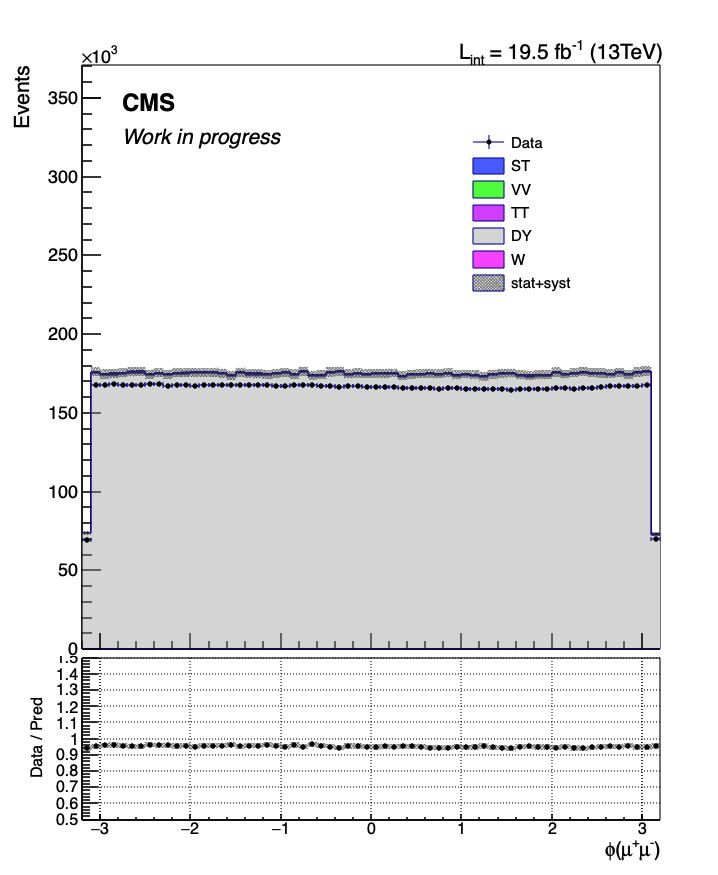 ×10³
L_int = 19.5 fb⁻¹ (13TeV)
Events
CMS
Work in progress
Data
ST
VV
TT
DY
W
stat+syst
350
300
250
200
150
100
50
0
Data / Pred
1.5
1.4
1.3
1.2
1.1
1
0.9
0.8
0.7
0.6
0.5
−3 −2 −1 0 1 2 3
ϕ(μ⁺μ⁻)